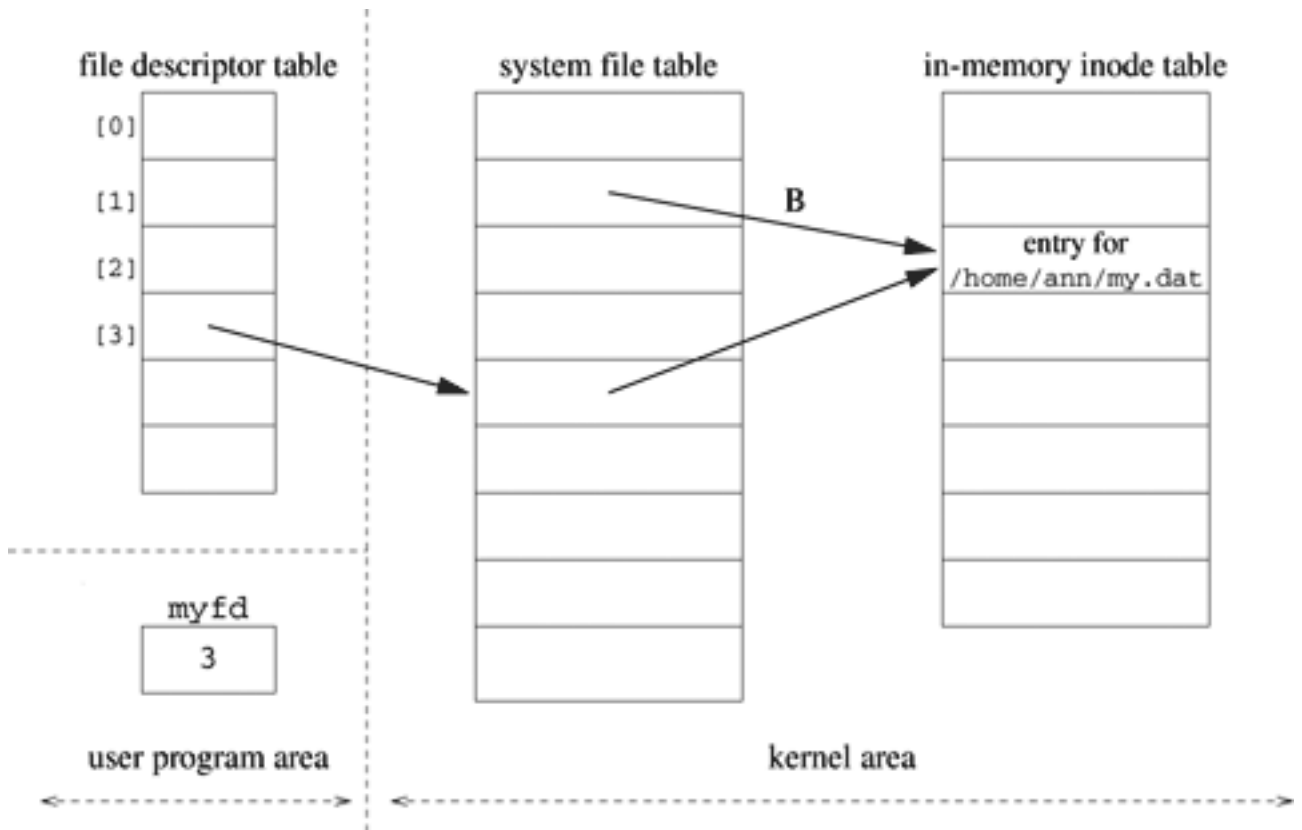 file descriptor table
system file table
in-memory inode table
[0]
[1]
B
[2]
entry for
/home/ann/my.dat
[3]
myfd
3
user program area
kernel area